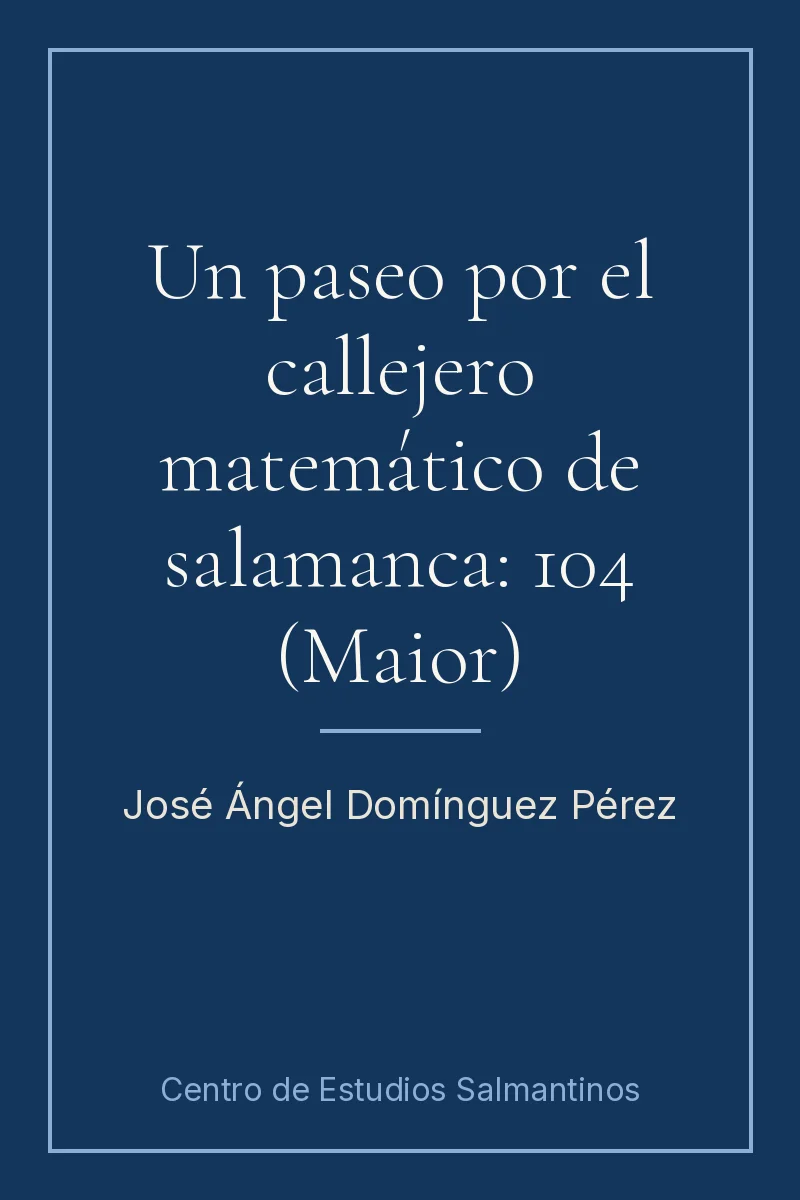 Un paseo por el
callejero
matemático de
salamanca: 104
(Maior)
José Ángel Domínguez Pérez
Centro de Estudios Salmantinos